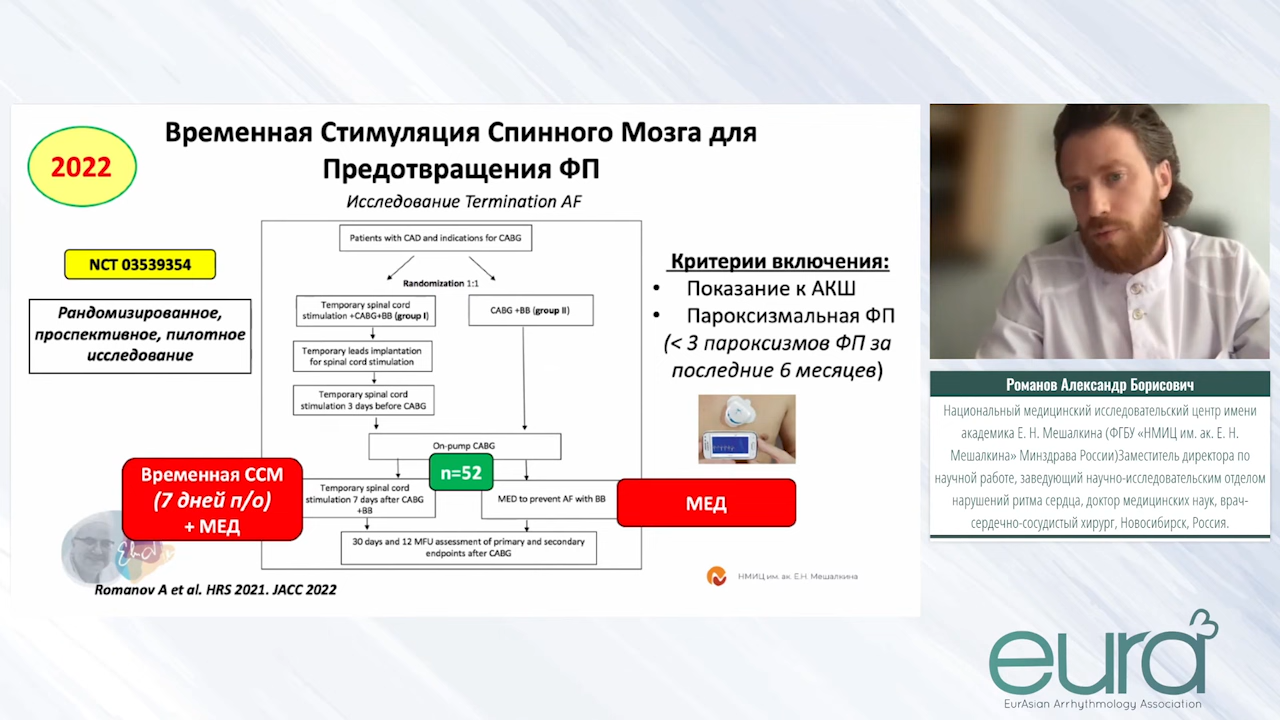 Временная Стимуляция Спинного Мозга для
Предотвращения ФП
Исследование Termination AF
2022
NCT 03539354
Рандомизированное,
проспективное, пилотное
исследование
Patients with CAD and indications for CABG
Randomization 1:1
Temporary spinal cord
stimulation +CABG+BB (group I)
CABG +BB (group II)
Temporary leads implantation
for spinal cord stimulation
Temporary spinal cord
stimulation 3 days before CABG
On-pump CABG
n=52
Временная ССМ
(7 дней п/о)
+ МЕД
Temporary spinal cord
stimulation 7 days after CABG
+BB
MED to prevent AF with BB
МЕД
30 days and 12 MFU assessment of primary and secondary
endpoints after CABG
Критерии включения:
• Показание к АКШ
• Пароксизмальная ФП
(< 3 пароксизмов ФП за
последние 6 месяцев)
Romanov A et al. HRS 2021. JACC 2022
НМИЦ им. ак. Е.Н. Мешалкина
Романов Александр Борисович
Национальный медицинский исследовательский центр имени
академика Е. Н. Мешалкина (ФГБУ «НМИЦ им. ак. Е. Н.
Мешалкина» Минздрава России)Заместитель директора по
научной работе, заведующий научно-исследовательским отделом
нарушений ритма сердца, доктор медицинских наук, врач-
сердечно-сосудистый хирург, Новосибирск, Россия.
eura
EurAsian Arrhythmology Association